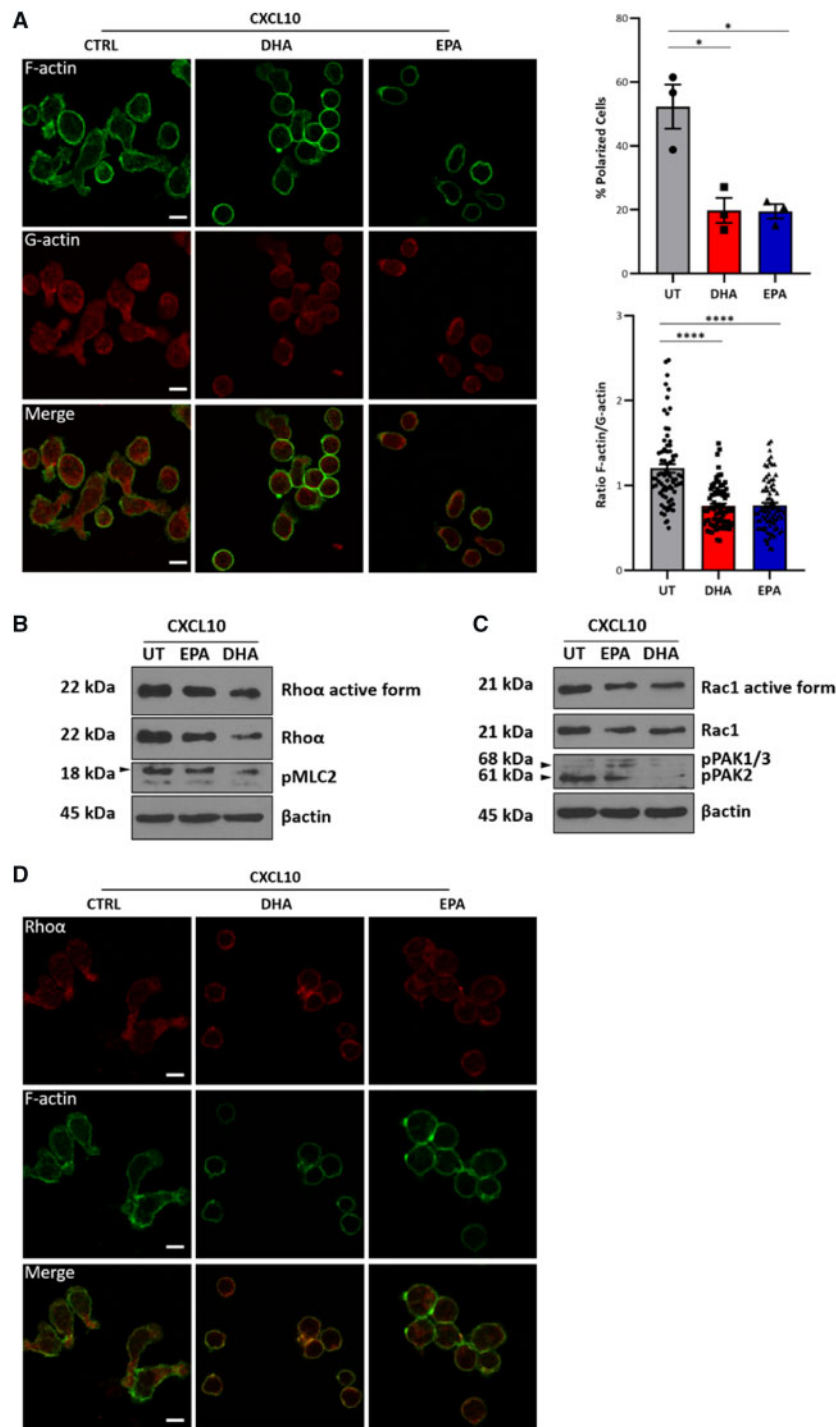 A
CXCL10
CTRL DHA EPA
F-actin
G-actin
Merge
* 
*
80
60
40
20
0
% Polarized Cells
UT DHA EPA
****
****
3
2
1
0
Ratio F-actin/G-actin
UT DHA EPA
B
CXCL10
UT EPA DHA
22 kDa Rhoα active form
22 kDa Rhoα
18 kDa pMLC2
45 kDa βactin
C
CXCL10
UT EPA DHA
21 kDa Rac1 active form
21 kDa Rac1
68 kDa pPAK1/3
61 kDa pPAK2
45 kDa βactin
D
CXCL10
CTRL DHA EPA
Rhoα
F-actin
Merge